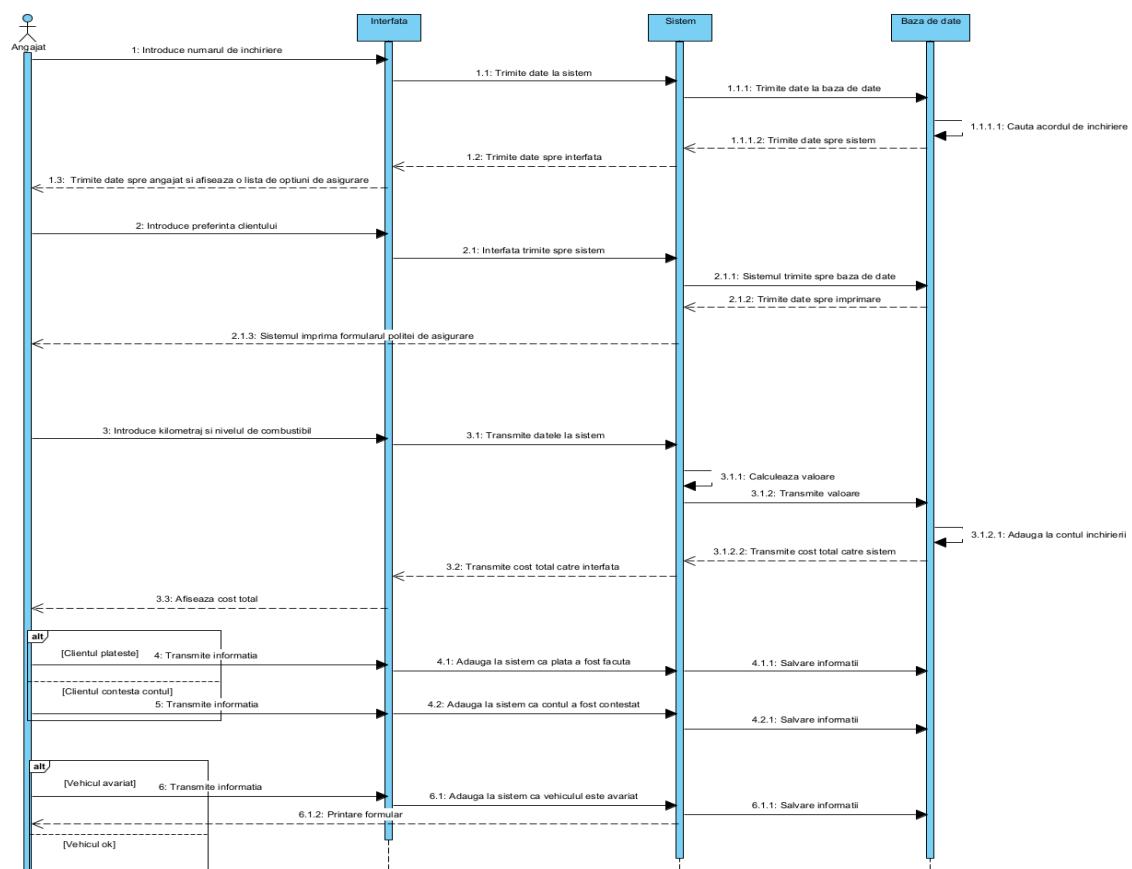 Angajat
Interfata
Sistem
Baza de date
1: Introduce numarul de inchiriere
1.1: Trimite date la sistem
1.1.1: Trimite date la baza de date
1.1.1.1: Cauta acordul de inchiriere
1.1.1.2: Trimite date spre sistem
1.2: Trimite date spre interfata
1.3: Trimite date spre angajat si afiseaza o lista de optiuni de asigurare
2: Introduce preferinta clientului
2.1: Interfata trimite spre sistem
2.1.1: Sistemul trimite spre baza de date
2.1.2: Trimite date spre imprimare
2.1.3: Sistemul imprima formularul politei de asigurare
3: Introduce kilometraj si nivelul de combustibil
3.1: Transmite datele la sistem
3.1.1: Calculeaza valoare
3.1.2: Transmite valoare
3.1.2.1: Adauga la contul inchirierii
3.1.2.2: Transmite cost total catre sistem
3.2: Transmite cost total catre interfata
3.3: Afiseaza cost total
alt
[Clientul plateste]
4: Transmite informatia
4.1: Adauga la sistem ca plata a fost facuta
4.1.1: Salvare informatii
[Clientul contesta contul]
5: Transmite informatia
4.2: Adauga la sistem ca contul a fost contestat
4.2.1: Salvare informatii
alt
[Vehicul avariat]
6: Transmite informatia
6.1: Adauga la sistem ca vehiculul este avariat
6.1.1: Salvare informatii
6.1.2: Printare formular
[Vehicul ok]